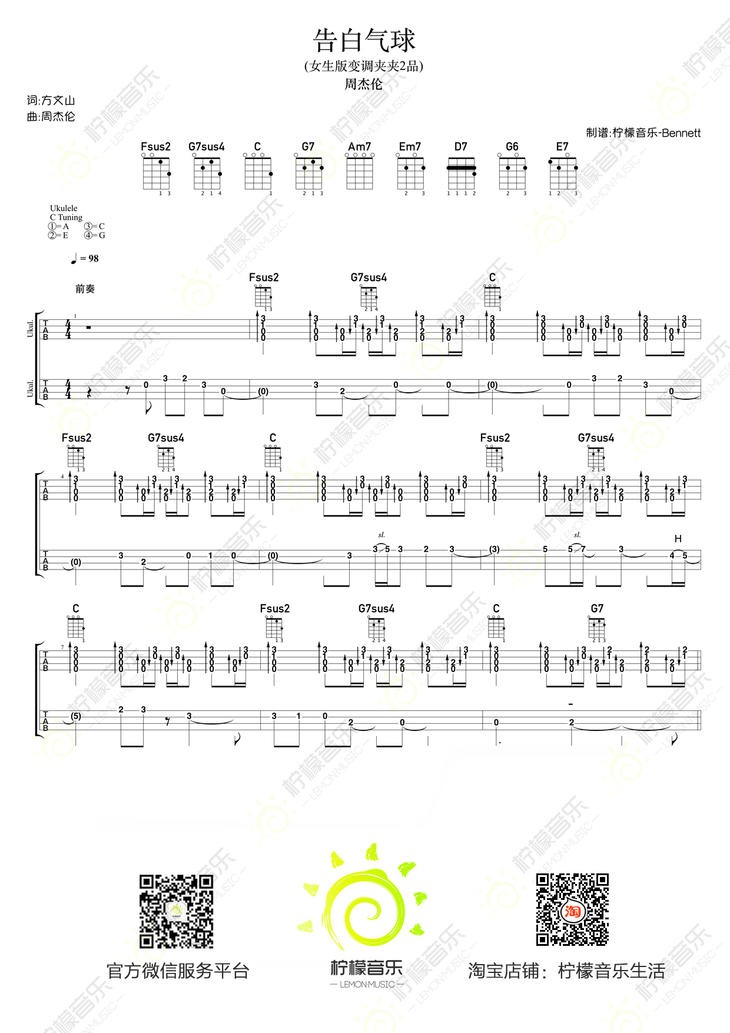 告白气球
(女生版变调夹夹2品)
周杰伦
词:方文山
曲:周杰伦
制谱:柠檬音乐-Bennett
Fsus2 G7sus4 C G7 Am7 Em7 D7 G6 E7
Ukulele
C Tuning
①= A ③= C
②= E ④= G
♩ = 98
前奏
Fsus2 G7sus4 C
Fsus2 G7sus4 C Fsus2 G7sus4
sl. sl. H
C Fsus2 G7sus4 C G7
柠檬音乐
LEMON MUSIC
官方微信服务平台
淘宝店铺：柠檬音乐生活